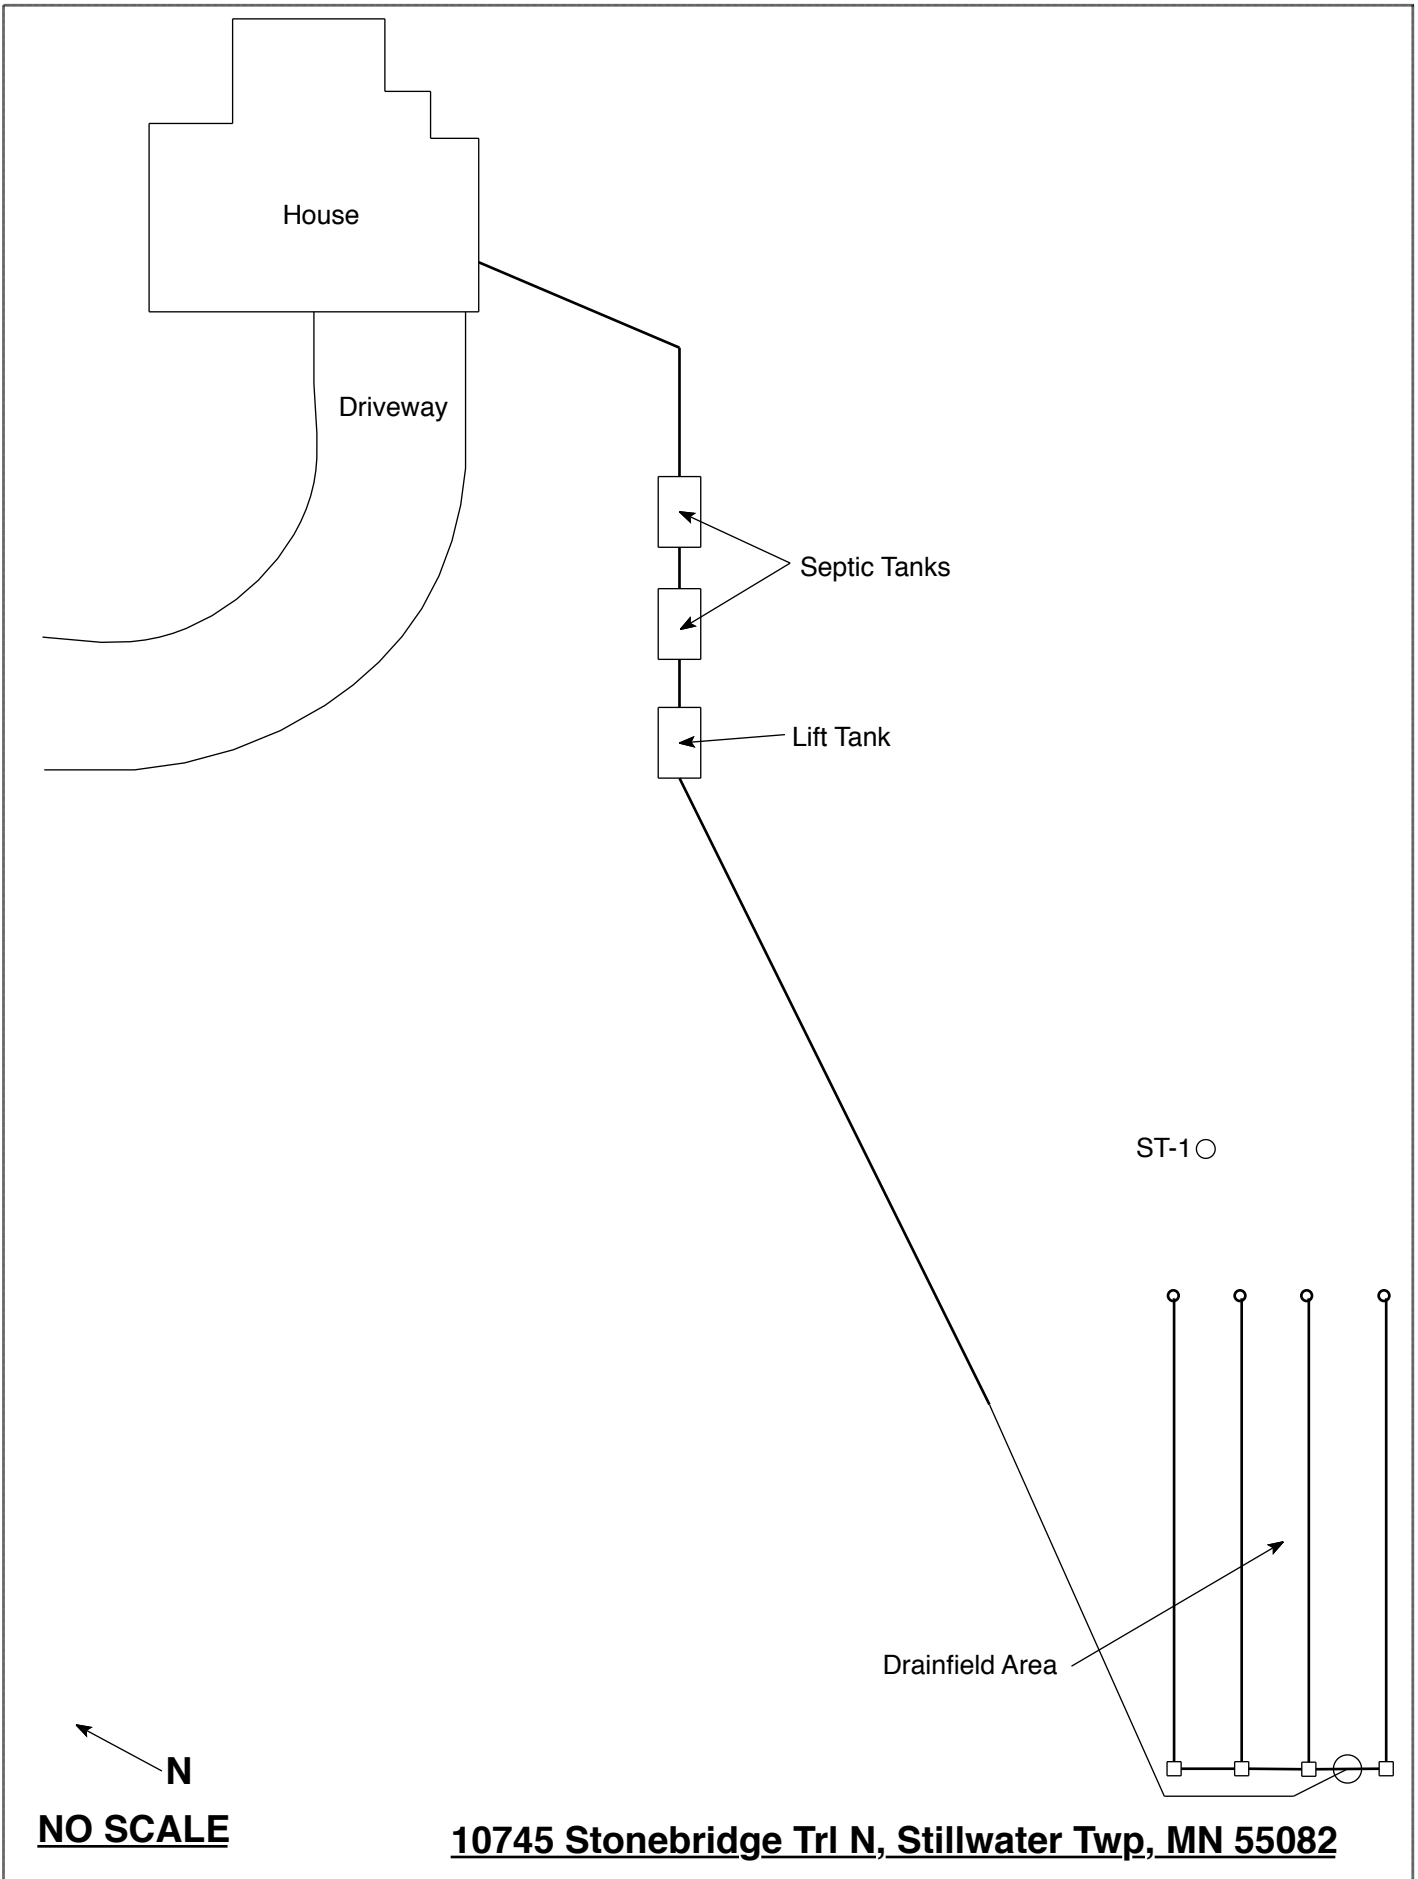 House
Driveway
Septic Tanks
Lift Tank
ST-1
Drainfield Area
N
NO SCALE
10745 Stonebridge Trl N, Stillwater Twp, MN 55082